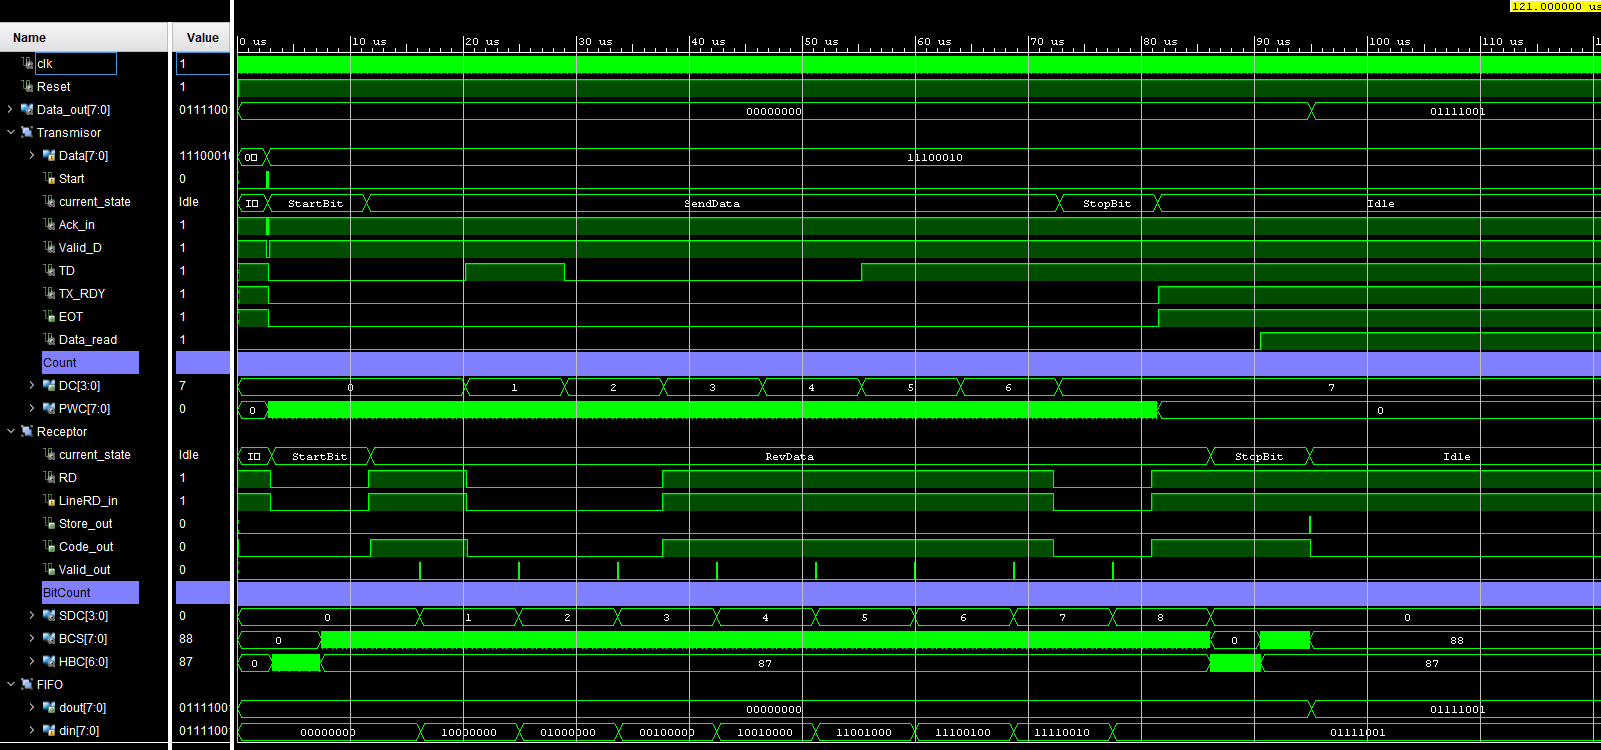 121.000000 us
Name Value 0 us 10 us 20 us 30 us 40 us 50 us 60 us 70 us 80 us 90 us 100 us 110 us
clk 1
Reset 1
Data_out[7:0] 01111001 00000000 01111001
Transmisor
Data[7:0] 11100010 11100010
Start 0
current_state Idle StartBit SendData StopBit Idle
Ack_in 1
Valid_D 1
TD 1
TX_RDY 1
EOT 1
Data_read 1
Count
DC[3:0] 7 0 1 2 3 4 5 6 7
PWC[7:0] 0 0 0
Receptor
current_state Idle StartBit RevData StopBit Idle
RD 1
LineRD_in 1
Store_out 0
Code_out 0
Valid_out 0
BitCount
SDC[3:0] 0 0 1 2 3 4 5 6 7 8 0
BCS[7:0] 88 0 0 88
HBC[6:0] 87 0 87 87
FIFO
dout[7:0] 01111001 00000000 01111001
din[7:0] 01111001 00000000 10000000 01000000 00100000 10010000 11001000 11100100 11110010 01111001